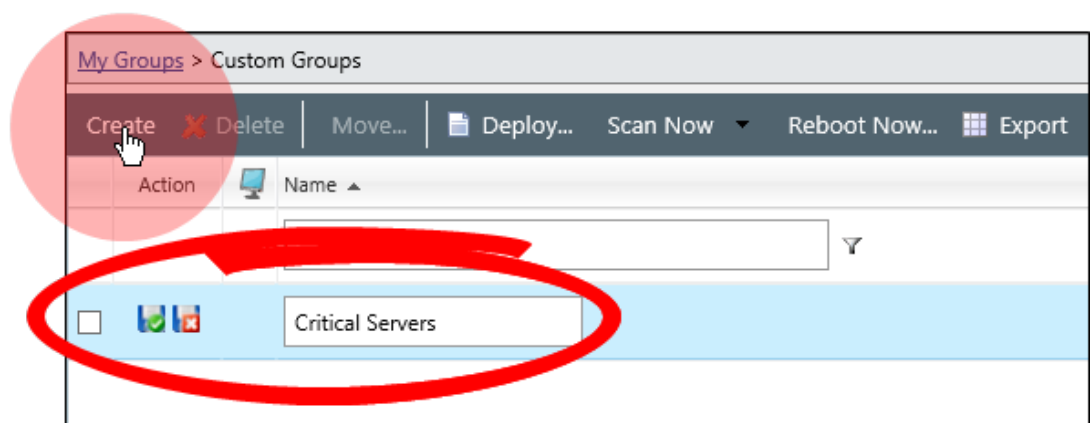 My Groups > Custom Groups
Create Delete Move... Deploy... Scan Now Reboot Now... Export
Action Name
Critical Servers